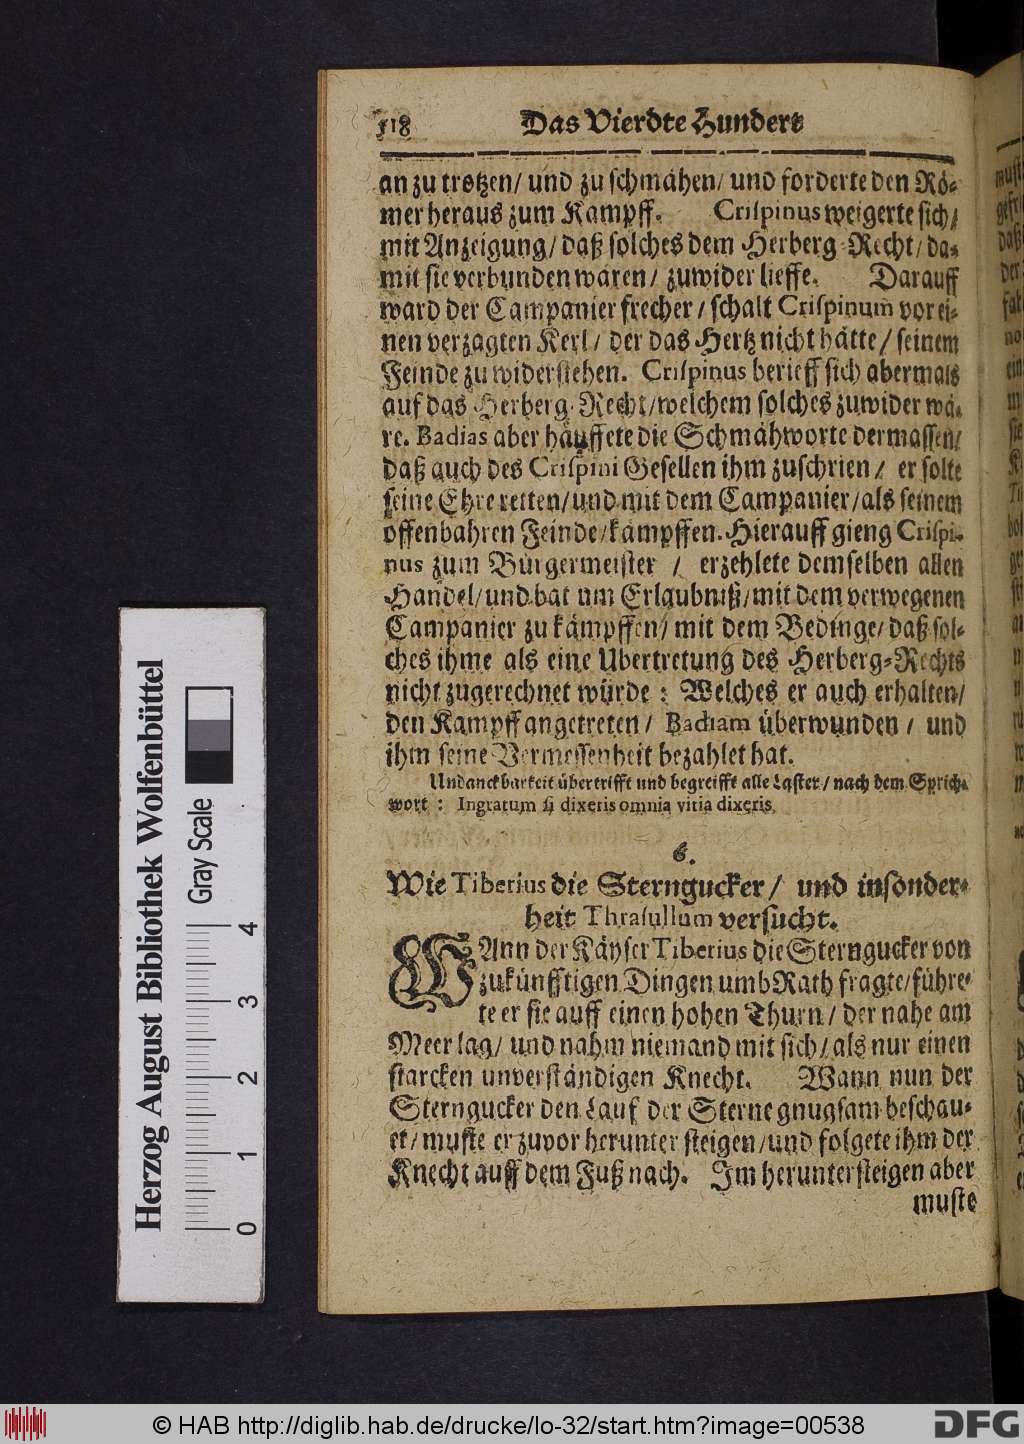 518 Das Vierdte Hundert
an zu trotzen/ und zu schmähen/ und forderte den Rö-
mer heraus zum Kampff. Crispinus weigerte sich/
mit Anzeigung/ daß solches dem Herberg-Recht/ da-
mit sie verbunden wären/ zuwider lieffe. Darauff
ward der Campanier frecher/ schalt Crispinum vor ei-
nen verzagten Kerl/ der das Hertz nicht hätte/ seinem
Feinde zu widerstehen. Crispinus berieff sich abermals
auf das Herberg-Recht/ welchem solches zuwider wä-
re. Badias aber häuffete die Schmähworte dermassen/
daß auch des Crispini Gesellen ihm zuschrien/ er solte
seine Ehre retten/ und mit dem Campanier/ als seinem
offenbahren Feinde/ kämpffen. Hierauff gieng Crispi-
nus zum Bürgermeister/ erzehlete demselben allen
Handel/ und bat um Erlaubniß/ mit dem verwegenen
Campanier zu kämpffen/ mit dem Bedinge/ daß sol-
ches ihme als eine Ubertretung des Herberg-Rechts
nicht zugerechnet würde: Welches er auch erhalten/
den Kampff angetreten/ Badiam überwunden/ und
ihm seine Vermessenheit bezahlet hat.
Undanckbarkeit übertrifft und begreifft alle Laster/ nach dem Sprich-
wort: Ingratum si dixeris omnia vitia dixeris.
6.
Wie Tiberius die Sterngucker/ und insonder-
heit Thrasullum versucht.
WAnn der Käyser Tiberius die Sterngucker von
zukünfftigen Dingen umb Rath fragte/ führe-
te er sie auff einen hohen Thurn/ der nahe am
Meer lag/ und nahm niemand mit sich/ als nur einen
starcken unverständigen Knecht. Wann nun der
Sterngucker den Lauf der Sterne gnugsam beschau-
et/ muste er zuvor herunter steigen/ und folgete ihm der
Knecht auff dem Fuß nach. Im heruntersteigen aber
muste
Herzog August Bibliothek Wolfenbüttel
Gray Scale
0 1 2 3 4
© HAB http://diglib.hab.de/drucke/lo-32/start.htm?image=00538
DFG